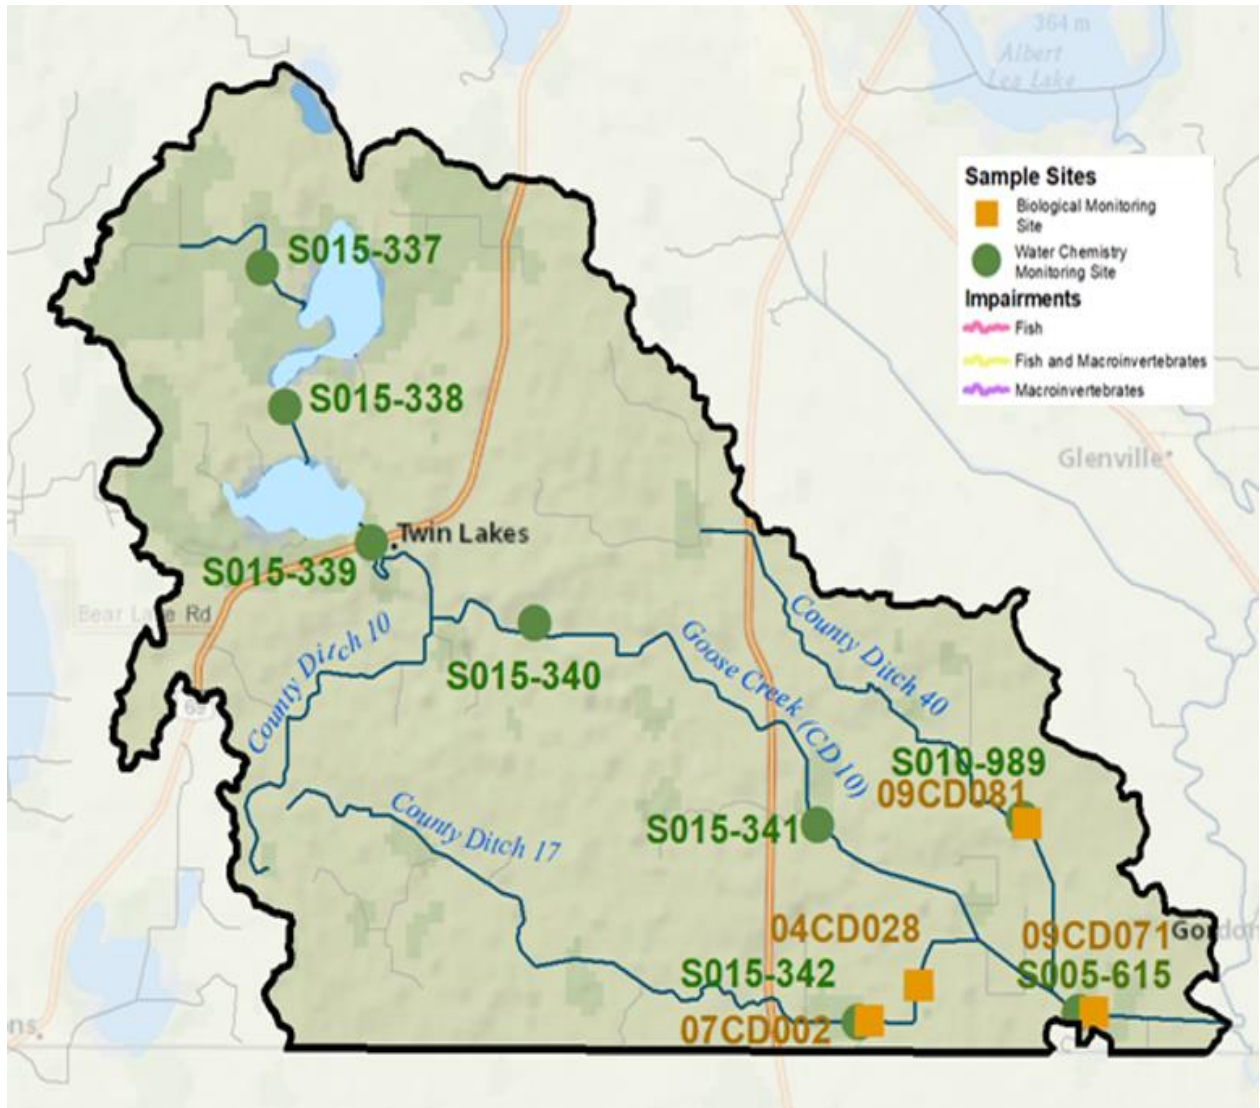 364 m
Albert
Lea Lake
Sample Sites
Biological Monitoring
Site
Water Chemistry
Monitoring Site
Impairments
Fish
Fish and Macroinvertebrates
Macroinvertebrates
S015-337
S015-338
Glenville
Twin Lakes
S015-339
Bear Lake Rd
County Ditch 10
S015-340
Goose Creek (CD 10)
County Ditch 40
69
S010-989
09CD081
County Ditch 17
S015-341
04CD028
09CD071
Gordon
S015-342
S005-615
07CD002
ns